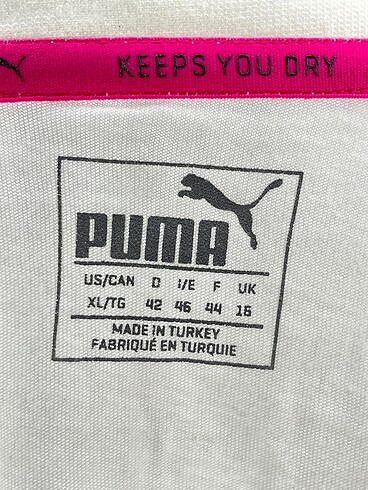 KEEPS YOU DRY
PUMA
US/CAN D I/E F UK
XL/TG 42 46 44 16
MADE IN TURKEY
FABRIQUÉ EN TURQUIE